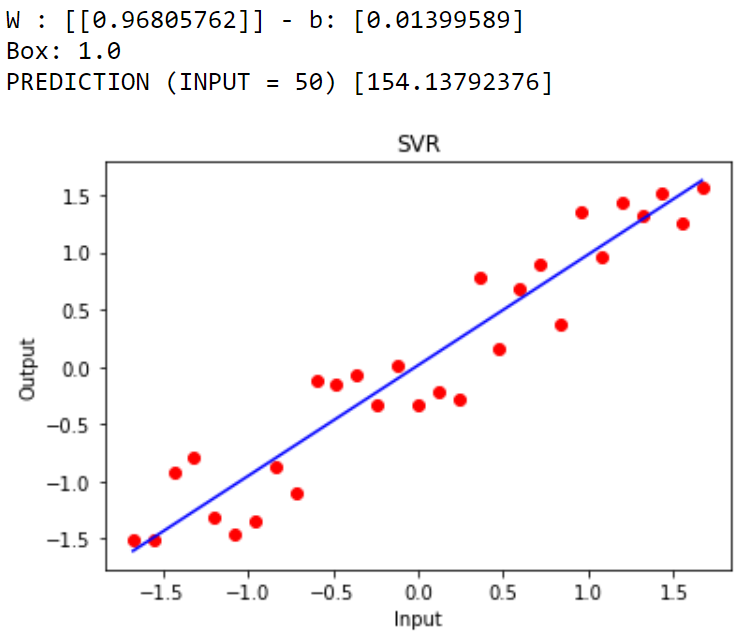 W : [[0.96805762]] - b: [0.01399589]
Box: 1.0
PREDICTION (INPUT = 50) [154.13792376]
SVR
1.5
1.0
0.5
0.0
−0.5
−1.0
−1.5
Output
−1.5 −1.0 −0.5 0.0 0.5 1.0 1.5
Input